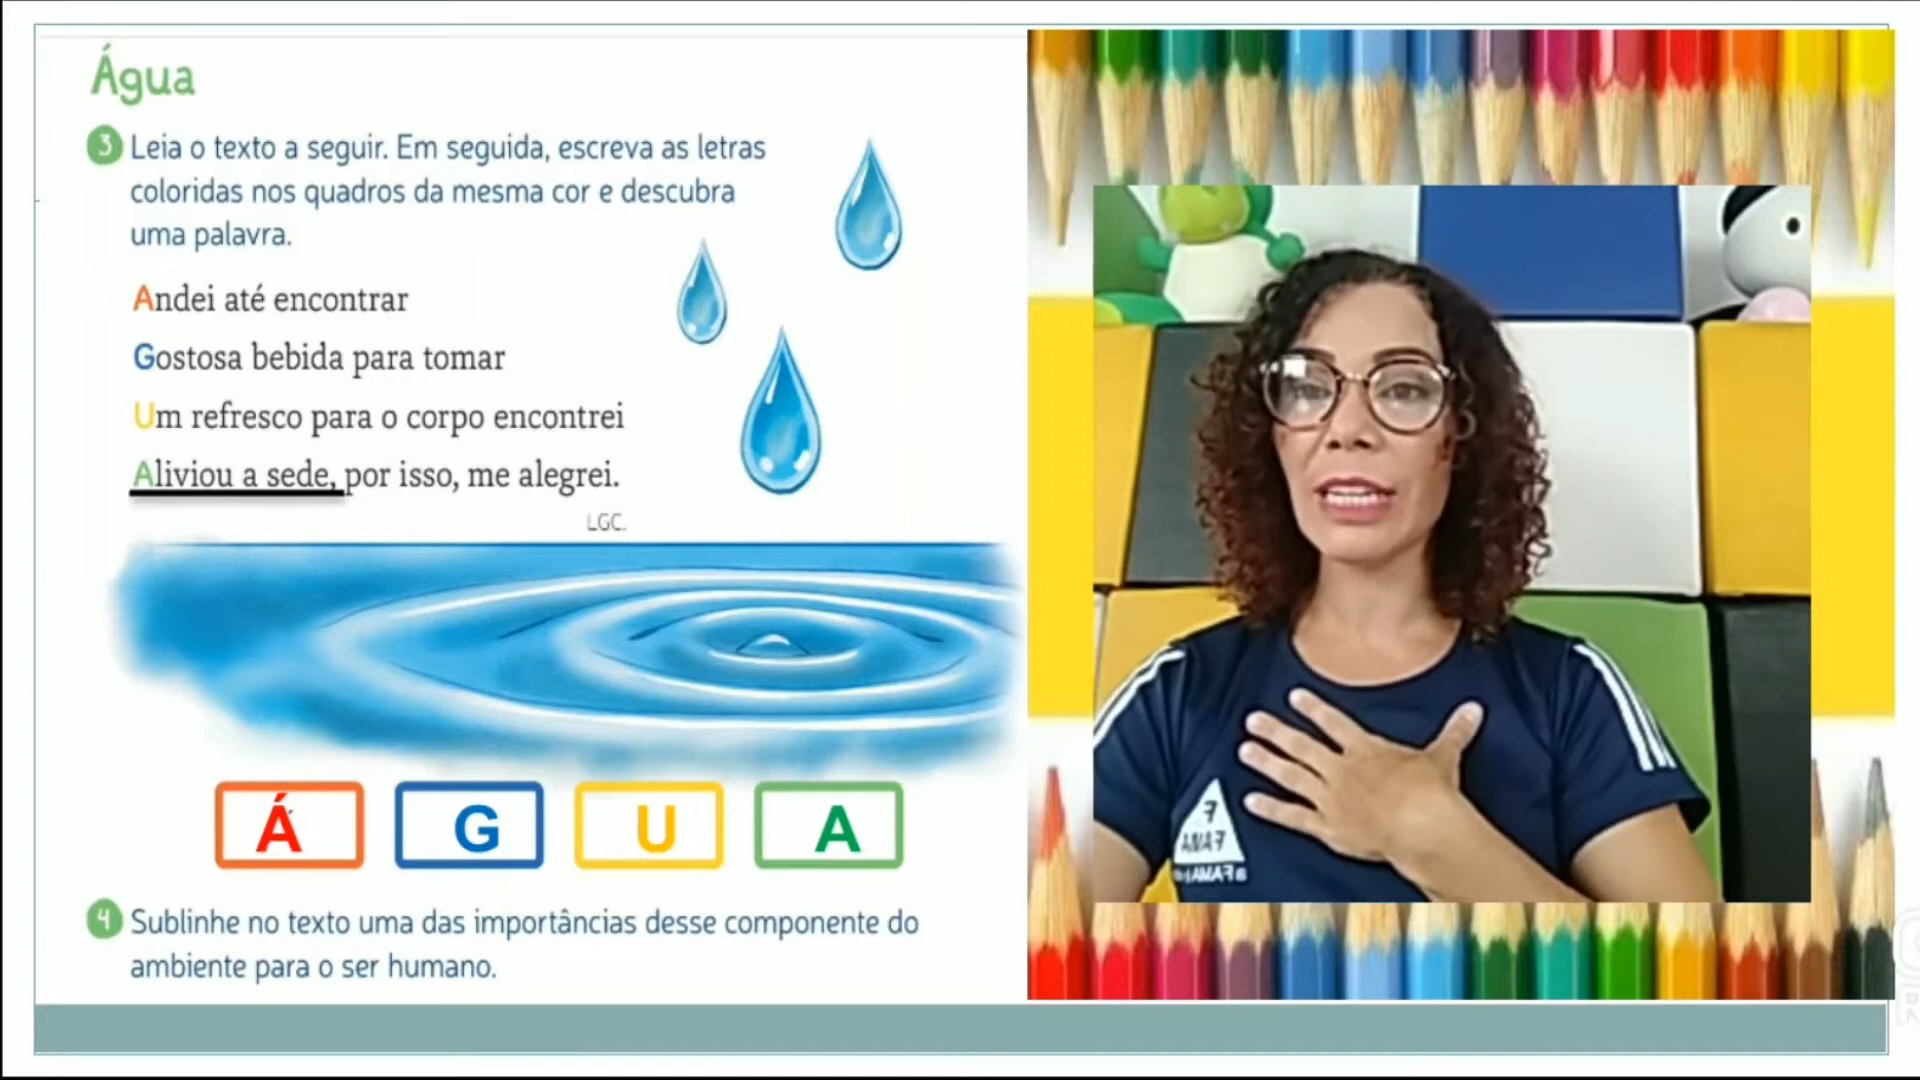 Água
3 Leia o texto a seguir. Em seguida, escreva as letras
coloridas nos quadros da mesma cor e descubra
uma palavra.
Andei até encontrar
Gostosa bebida para tomar
Um refresco para o corpo encontrei
Aliviou a sede, por isso, me alegrei.
LGC.
Á G U A
4 Sublinhe no texto uma das importâncias desse componente do
ambiente para o ser humano.
F
FAMA